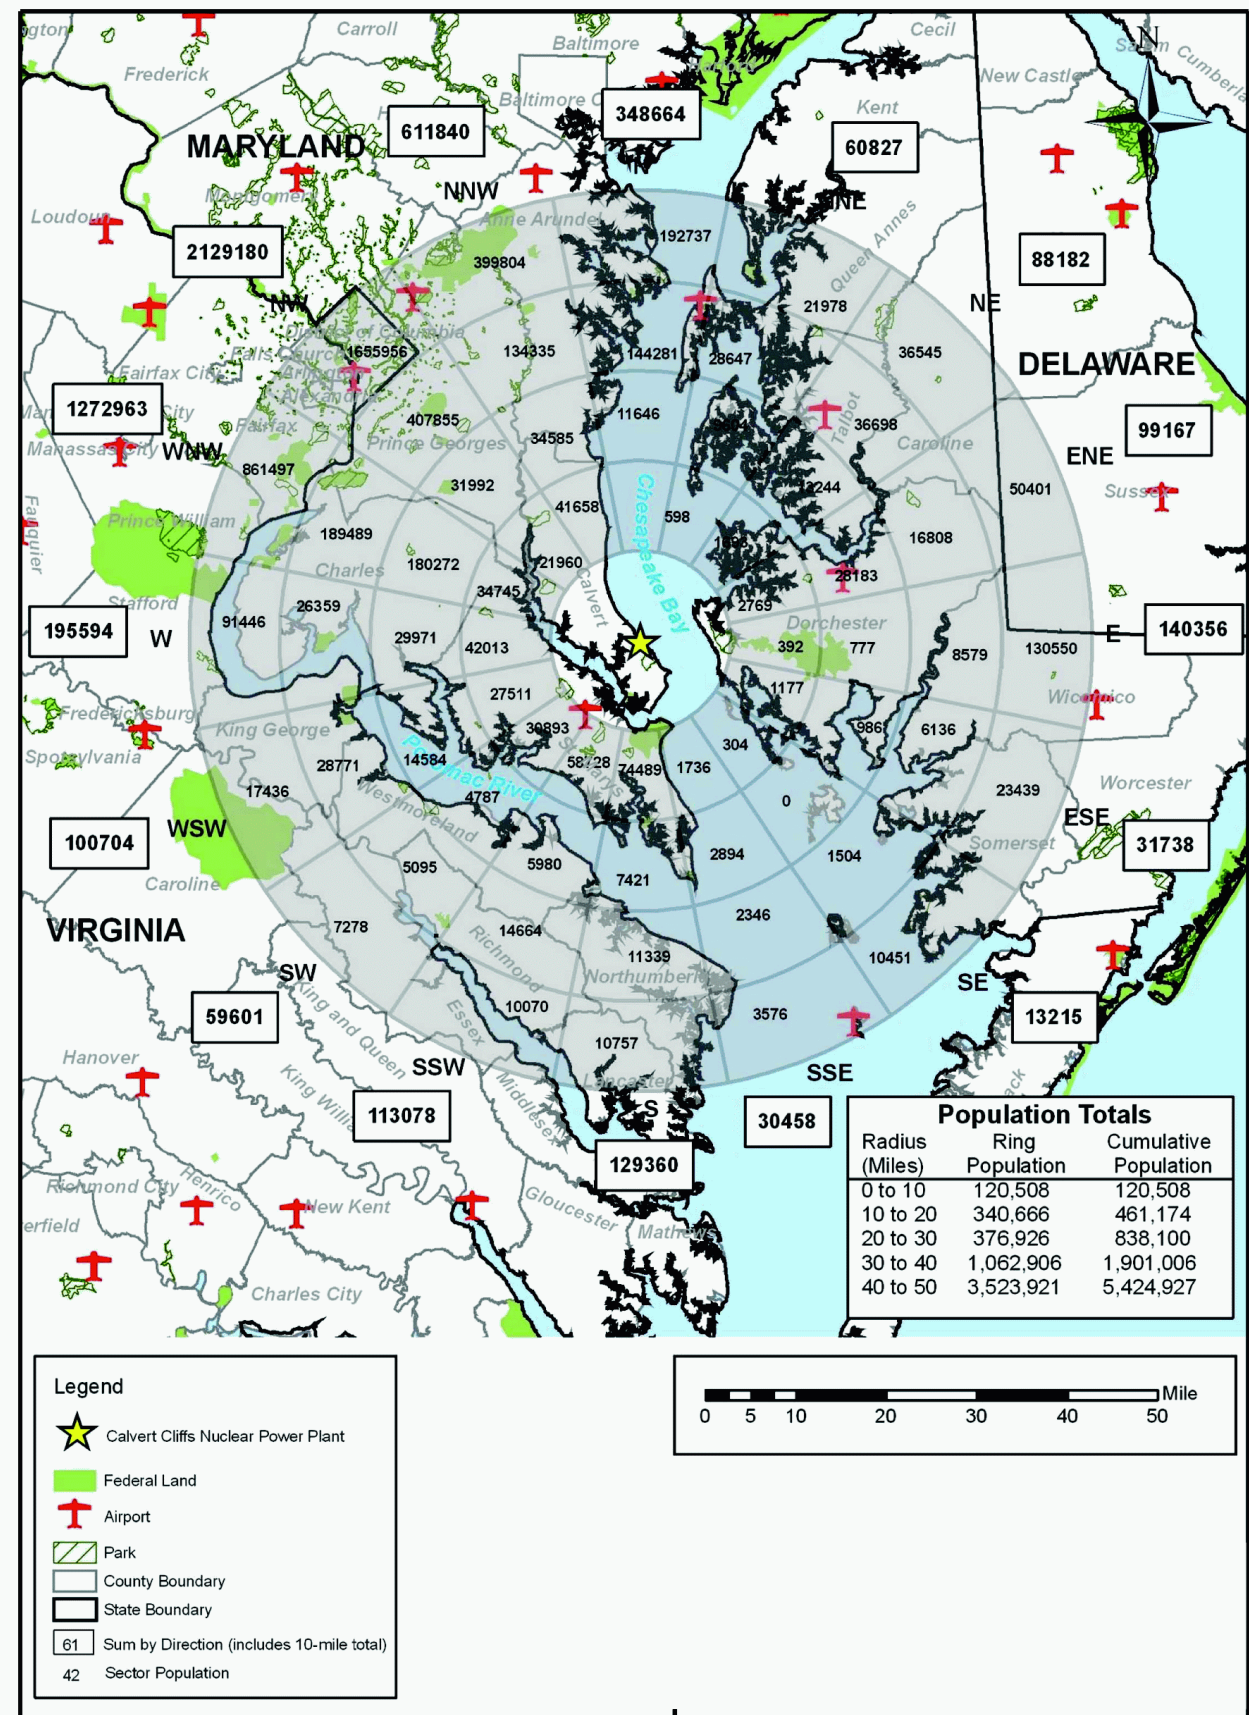 Carroll
Cecil
N
Baltimore
Salem
Cumberla
Frederick
New Castle
Kent
348664
611840
60827
MARYLAND
N
Montgomery
NNW
NNE
Loudoun
Anne Arundel
Queen Annes
2129180
192737
88182
399804
NW
21978
NE
District of Columbia
Falls Church
1655956
134335
144281
28647
36545
DELAWARE
Fairfax City
Arlington
Alexandria
1272963
City
407855
11646
9604
36698
Talbot
99167
Fairfax
Prince Georges
34585
Caroline
Manassas City
WNW
ENE
861497
31992
50401
Sussex
Fauquier
Prince William
189489
41658
598
13244
16808
Chesapeake Bay
Charles
180272
21960
28183
34745
Calvert
2769
Stafford
26359
91446
Dorchester
195594
W
29971
42013
392
777
8579
130550
E
140356
27511
1177
Wicomico
Fredericksburg
King George
30893
986
6136
304
Spotsylvania
28771
14584
Potomac River
58728
St. Marys
74489
1736
17436
4787
Westmoreland
0
23439
Worcester
100704
WSW
ESE
31738
5095
5980
2894
1504
Somerset
Caroline
7421
VIRGINIA
7278
14664
2346
Richmond
11339
10451
SW
Northumberland
SE
King and Queen
59601
10070
3576
13215
Essex
10757
Hanover
SSW
Lancaster
SSE
King Willia
Middlesex
S
113078
30458
129360
Richmond City
Henrico
New Kent
Gloucester
erfield
Mathews
Charles City
Population Totals
Radius Ring Cumulative
(Miles) Population Population
0 to 10 120,508 120,508
10 to 20 340,666 461,174
20 to 30 376,926 838,100
30 to 40 1,062,906 1,901,006
40 to 50 3,523,921 5,424,927
Legend
Calvert Cliffs Nuclear Power Plant
Federal Land
Airport
Park
County Boundary
State Boundary
61 Sum by Direction (includes 10-mile total)
42 Sector Population
Mile
0 5 10 20 30 40 50